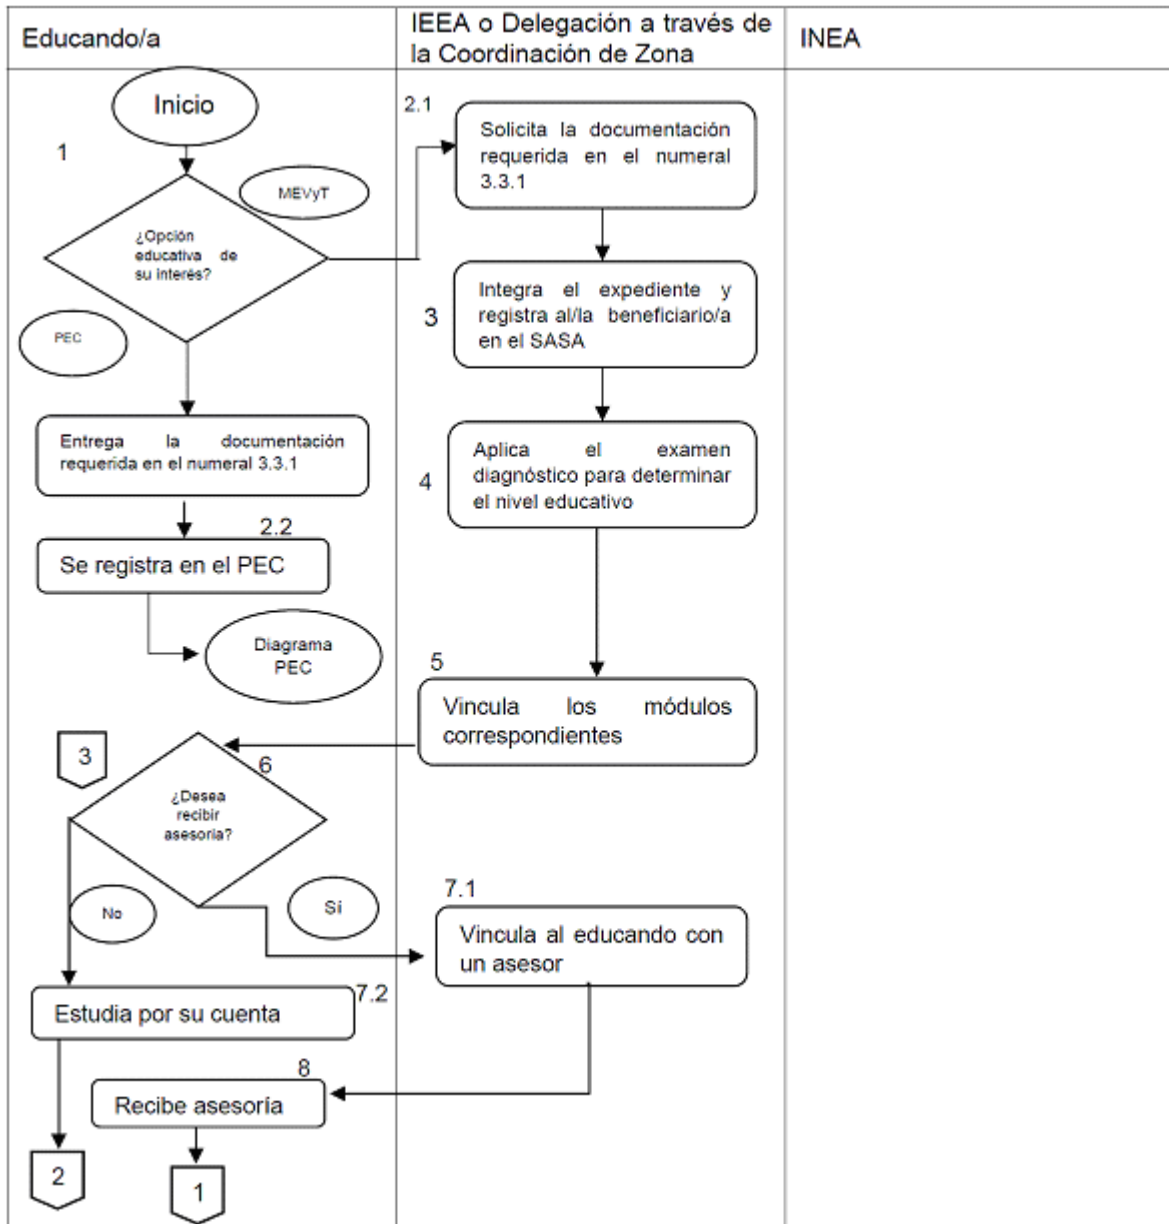 Educando/a
IEEA o Delegación a través de
la Coordinación de Zona
INEA
Inicio
1
MEVyT
¿Opción
educativa de
su interés?
PEC
2.1
Solicita la documentación
requerida en el numeral
3.3.1
3
Integra el expediente y
registra al/la beneficiario/a
en el SASA
Entrega la documentación
requerida en el numeral 3.3.1
4
Aplica el examen
diagnóstico para determinar
el nivel educativo
2.2
Se registra en el PEC
Diagrama
PEC
5
Vincula los módulos
correspondientes
3
6
¿Desea
recibir
asesoría?
No
Sí
7.1
Vincula al educando con
un asesor
7.2
Estudia por su cuenta
8
Recibe asesoría
2
1